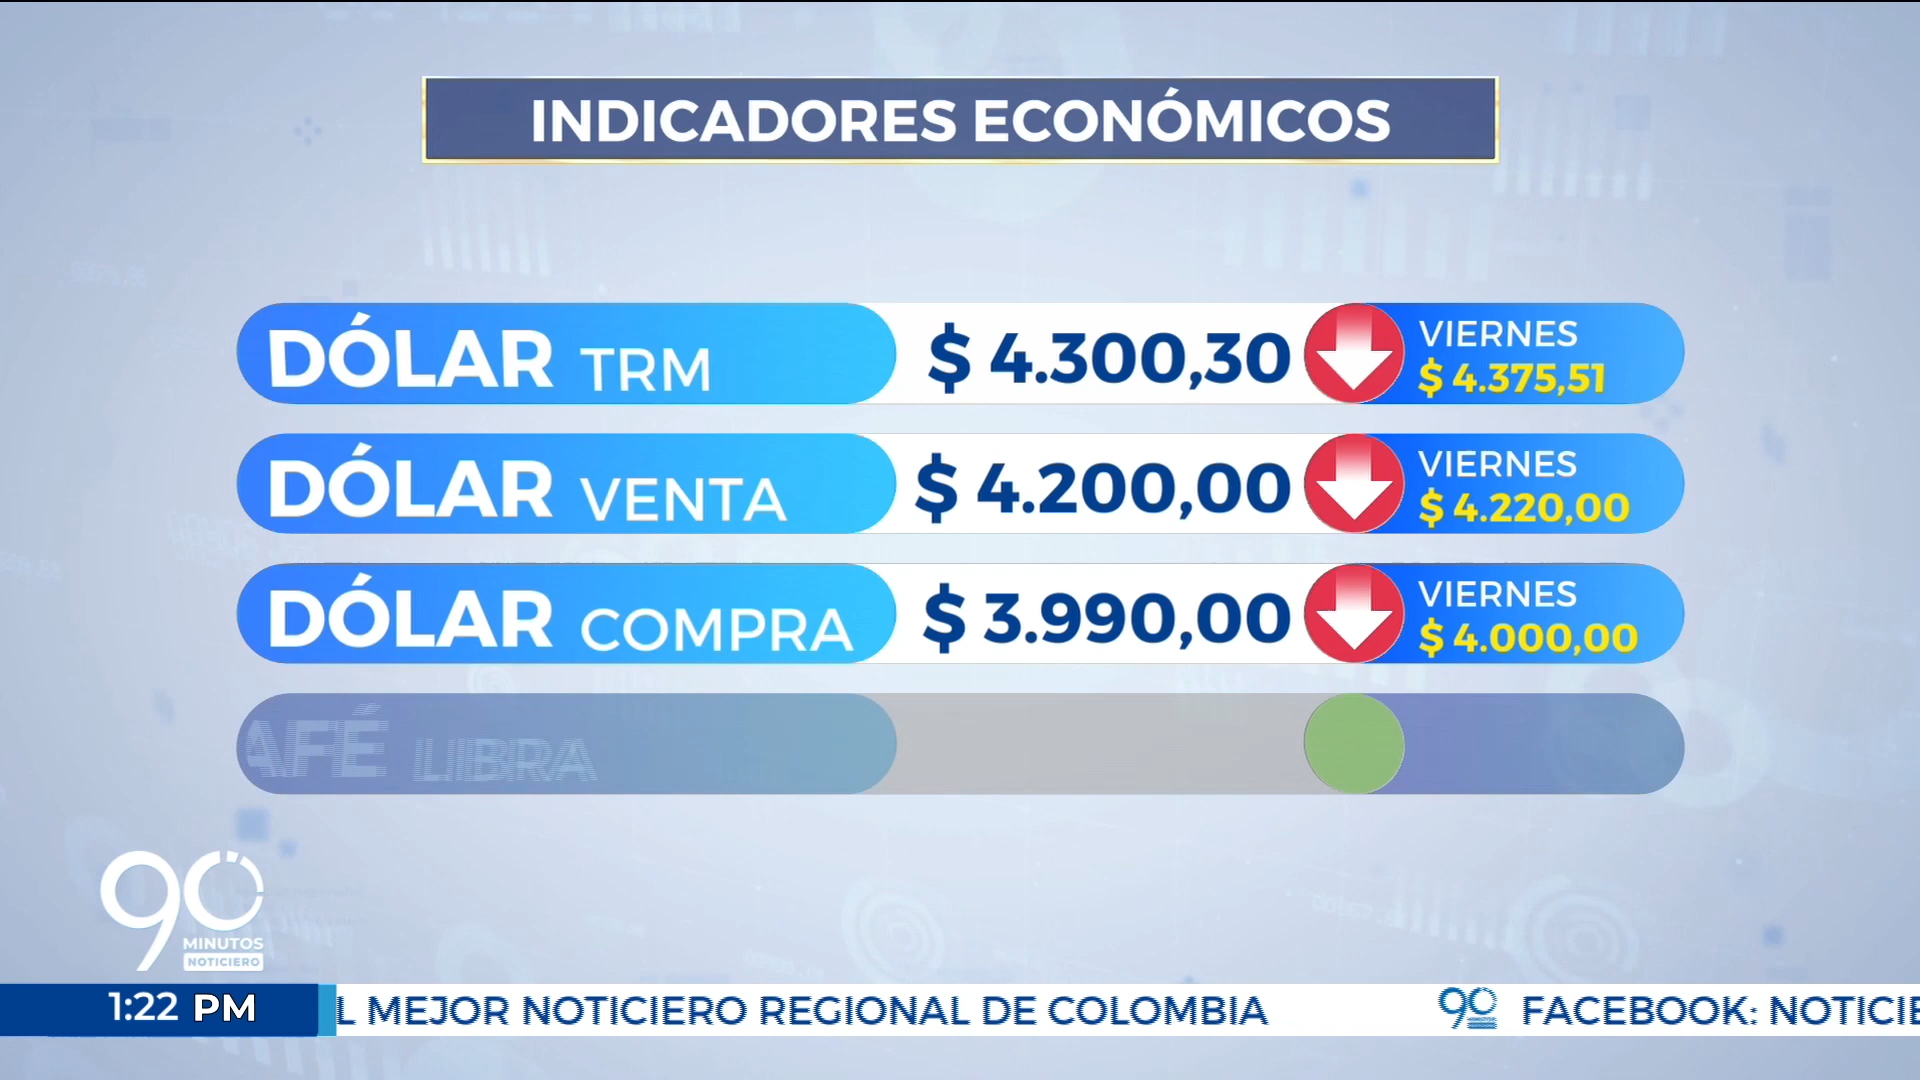 INDICADORES ECONÓMICOS
DÓLAR TRM $ 4.300,30 VIERNES
$ 4.375,51
DÓLAR VENTA $ 4.200,00 VIERNES
$ 4.220,00
DÓLAR COMPRA $ 3.990,00 VIERNES
$ 4.000,00
AFÉ LIBRA
90
MINUTOS
NOTICIERO
1:22 PM L MEJOR NOTICIERO REGIONAL DE COLOMBIA 90 FACEBOOK: NOTICIE